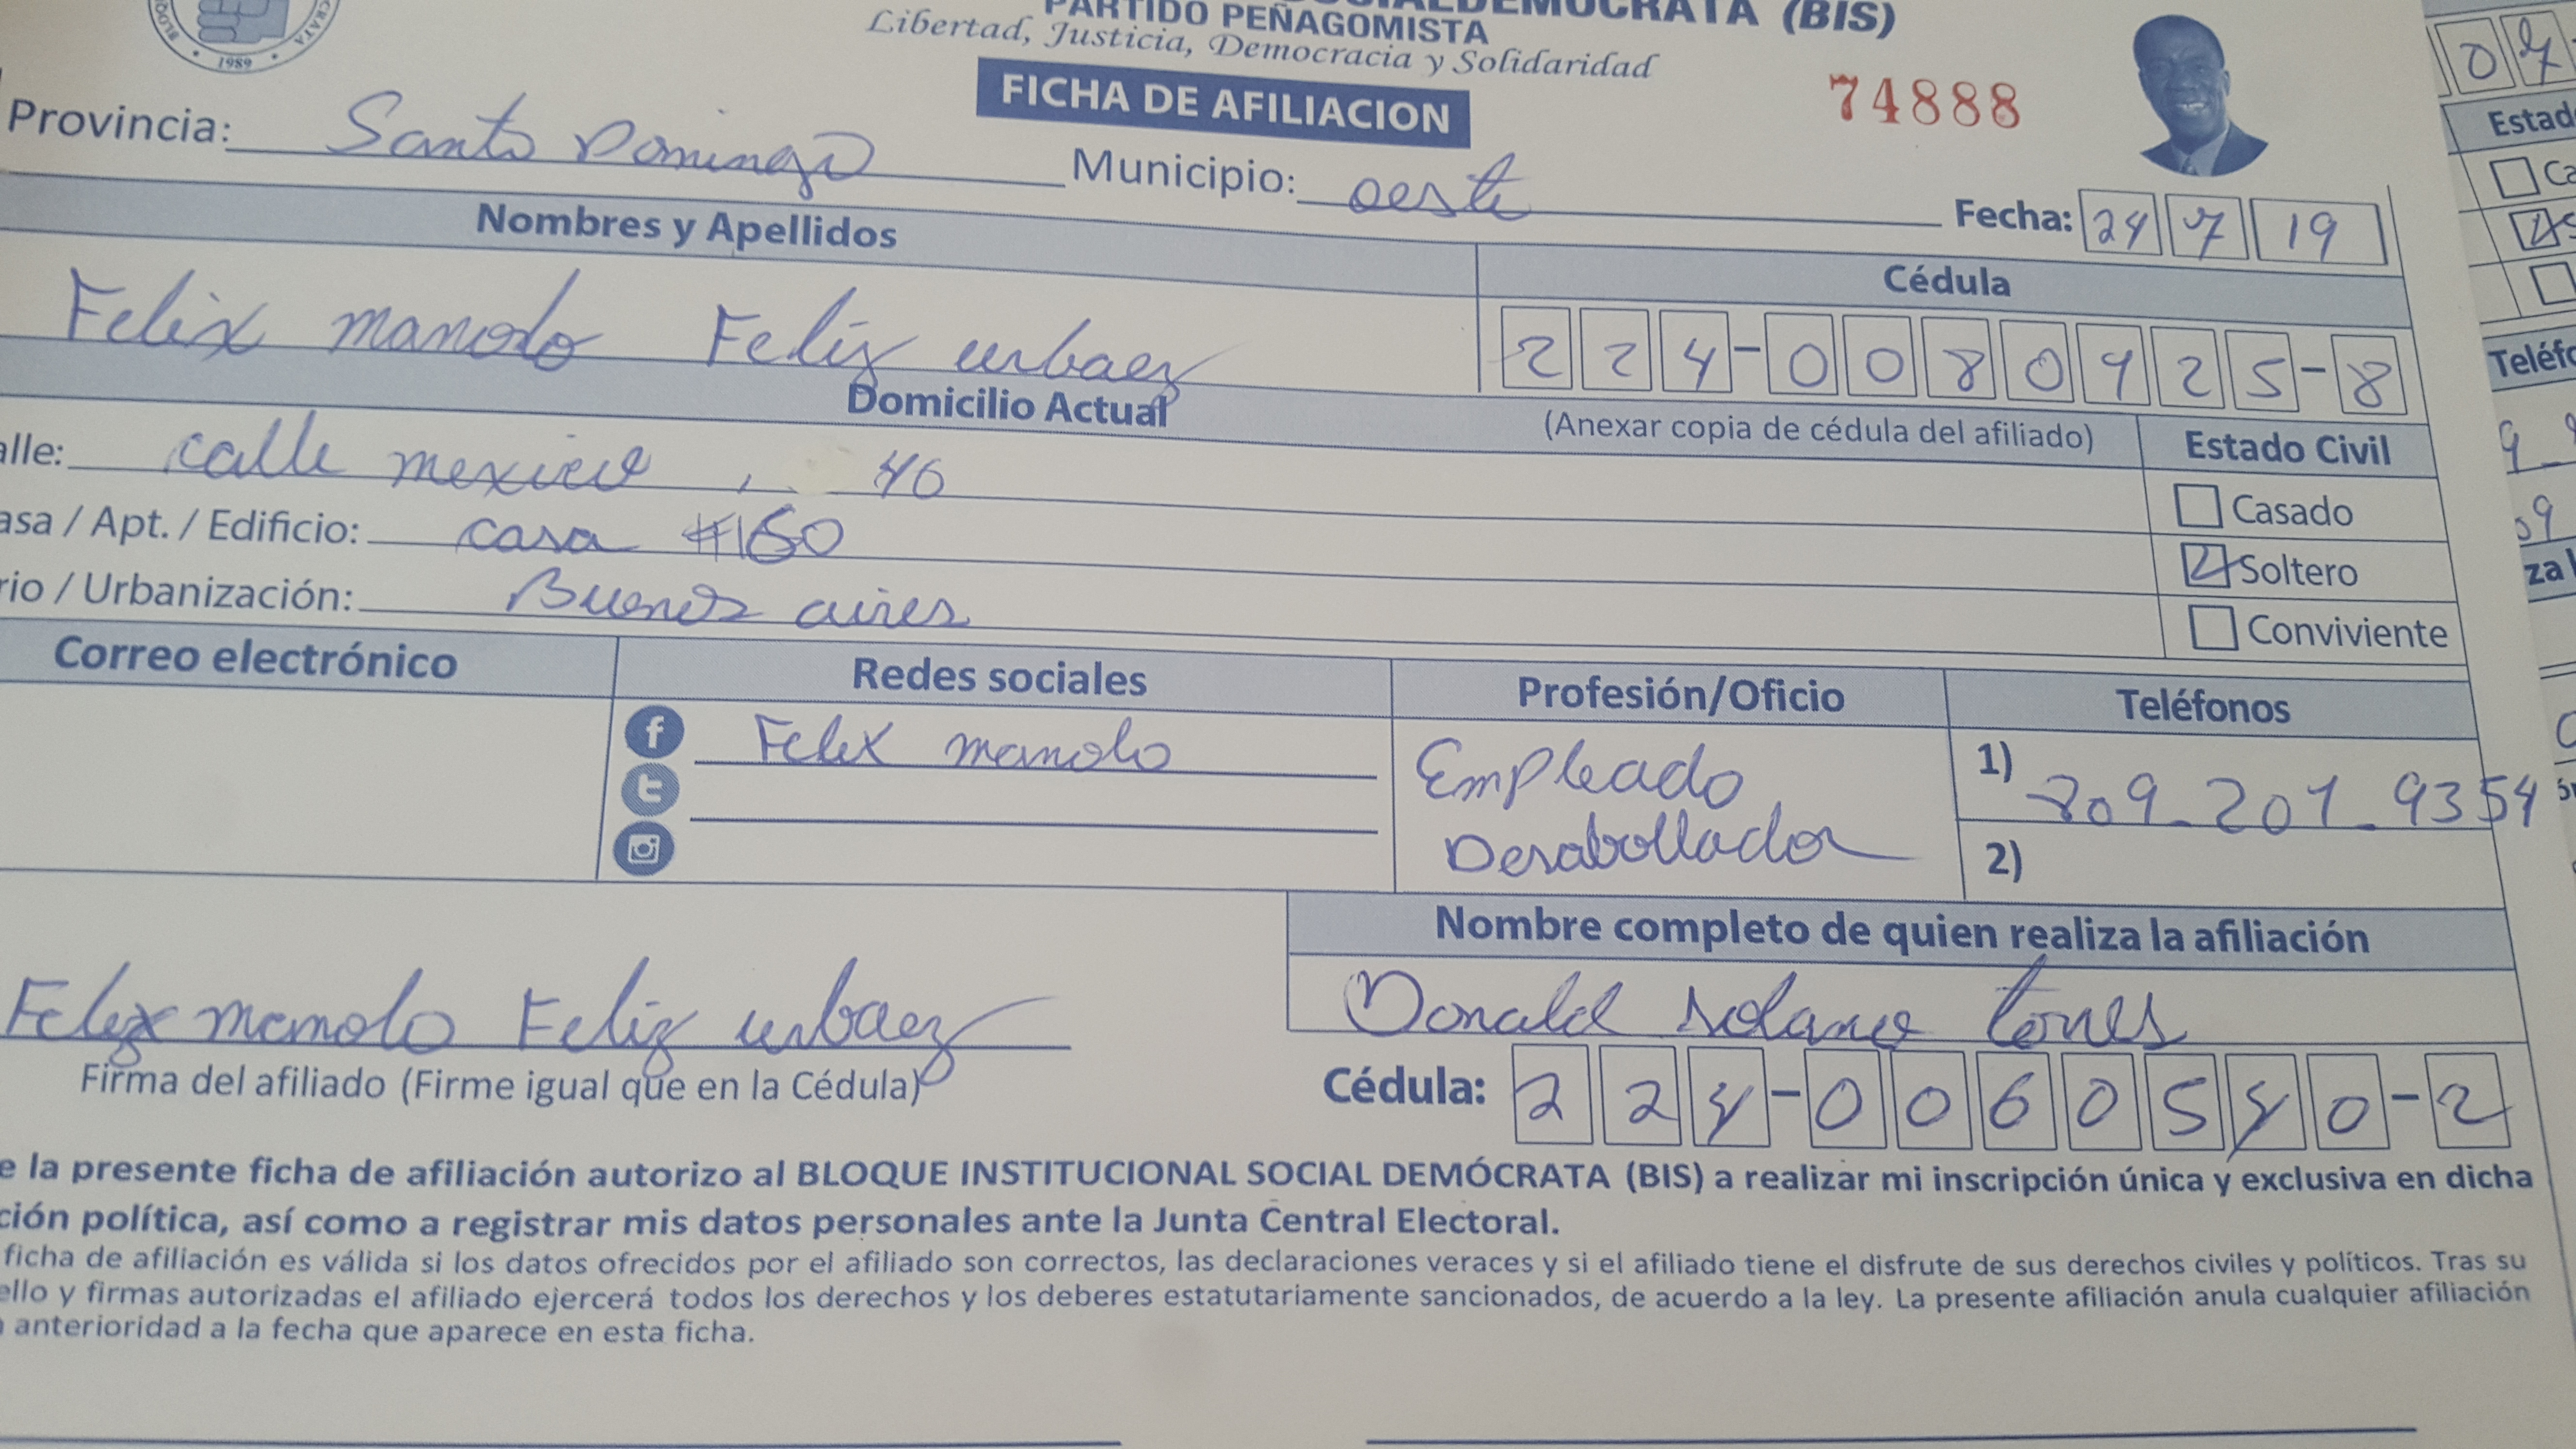 1989
SOCIALDEMOCRATA (BIS)
PARTIDO PEÑAGOMISTA
Libertad, Justicia, Democracia y Solidaridad
FICHA DE AFILIACION
74888
Provincia: Santo Domingo Municipio: oeste
Fecha: 24 7 19
Nombres y Apellidos
Cédula
Felix manolo Feliz urbaez
224-0080925-8
Domicilio Actual
(Anexar copia de cédula del afiliado)
Estado Civil
alle: calle mexico, 46
Casado
asa / Apt. / Edificio: casa #160
Soltero
rio / Urbanización: Buenos aires
Conviviente
Correo electrónico
Redes sociales
Profesión/Oficio
Teléfonos
Felix manolo
Empleado
Desabollador
1) 809-201-9354
2)
Nombre completo de quien realiza la afiliación
Donald solano torres
Felix manolo Feliz urbaez
Firma del afiliado (Firme igual que en la Cédula)
Cédula: 224-0060540-2
e la presente ficha de afiliación autorizo al BLOQUE INSTITUCIONAL SOCIAL DEMÓCRATA (BIS) a realizar mi inscripción única y exclusiva en dicha
ción política, así como a registrar mis datos personales ante la Junta Central Electoral.
ficha de afiliación es válida si los datos ofrecidos por el afiliado son correctos, las declaraciones veraces y si el afiliado tiene el disfrute de sus derechos civiles y políticos. Tras su
ello y firmas autorizadas el afiliado ejercerá todos los derechos y los deberes estatutariamente sancionados, de acuerdo a la ley. La presente afiliación anula cualquier afiliación
anterioridad a la fecha que aparece en esta ficha.